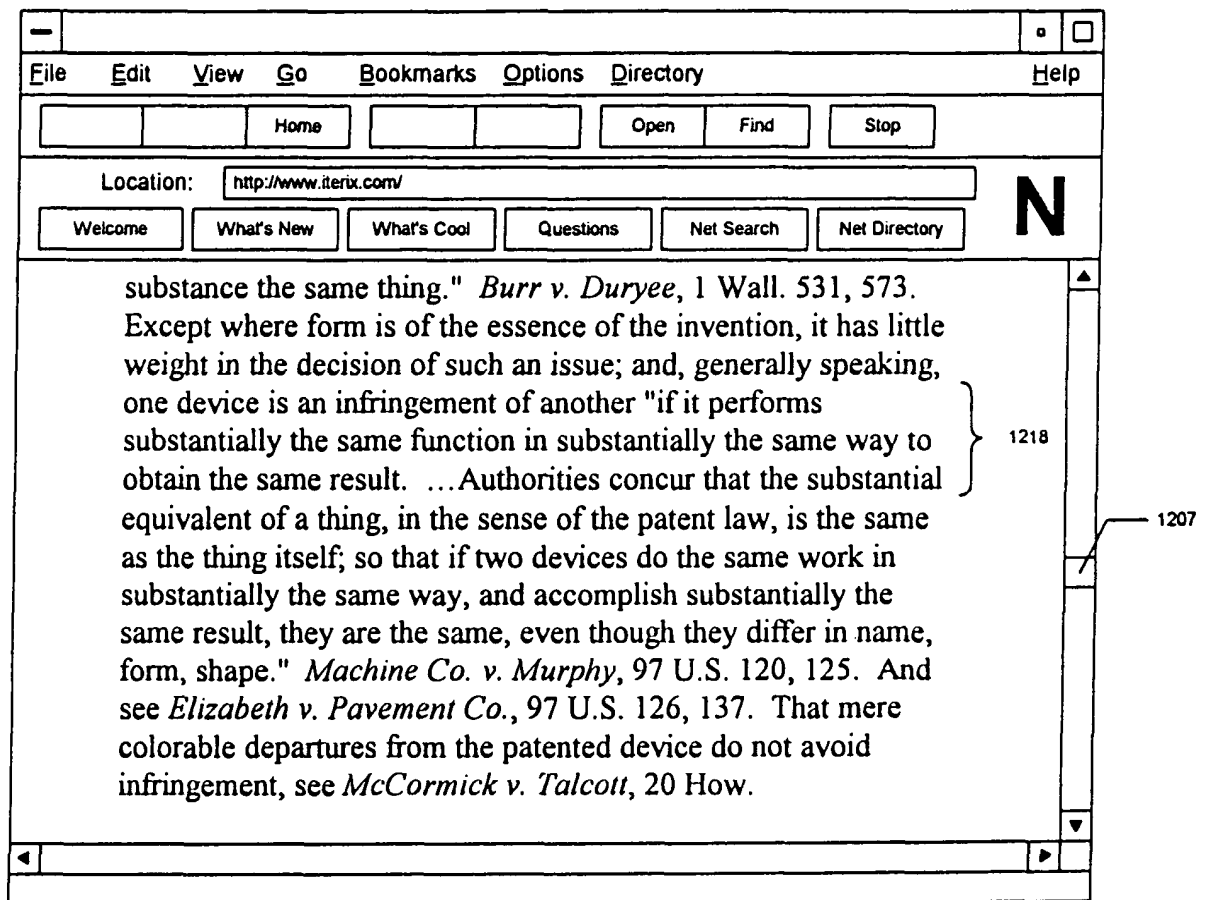 File Edit View Go Bookmarks Options Directory Help
Home Open Find Stop
Location: http://www.iterix.com/
N
Welcome What's New What's Cool Questions Net Search Net Directory
substance the same thing." Burr v. Duryee, 1 Wall. 531, 573.
Except where form is of the essence of the invention, it has little
weight in the decision of such an issue; and, generally speaking,
one device is an infringement of another "if it performs
substantially the same function in substantially the same way to
1218
obtain the same result. ...Authorities concur that the substantial
equivalent of a thing, in the sense of the patent law, is the same
1207
as the thing itself; so that if two devices do the same work in
substantially the same way, and accomplish substantially the
same result, they are the same, even though they differ in name,
form, shape." Machine Co. v. Murphy, 97 U.S. 120, 125. And
see Elizabeth v. Pavement Co., 97 U.S. 126, 137. That mere
colorable departures from the patented device do not avoid
infringement, see McCormick v. Talcott, 20 How.